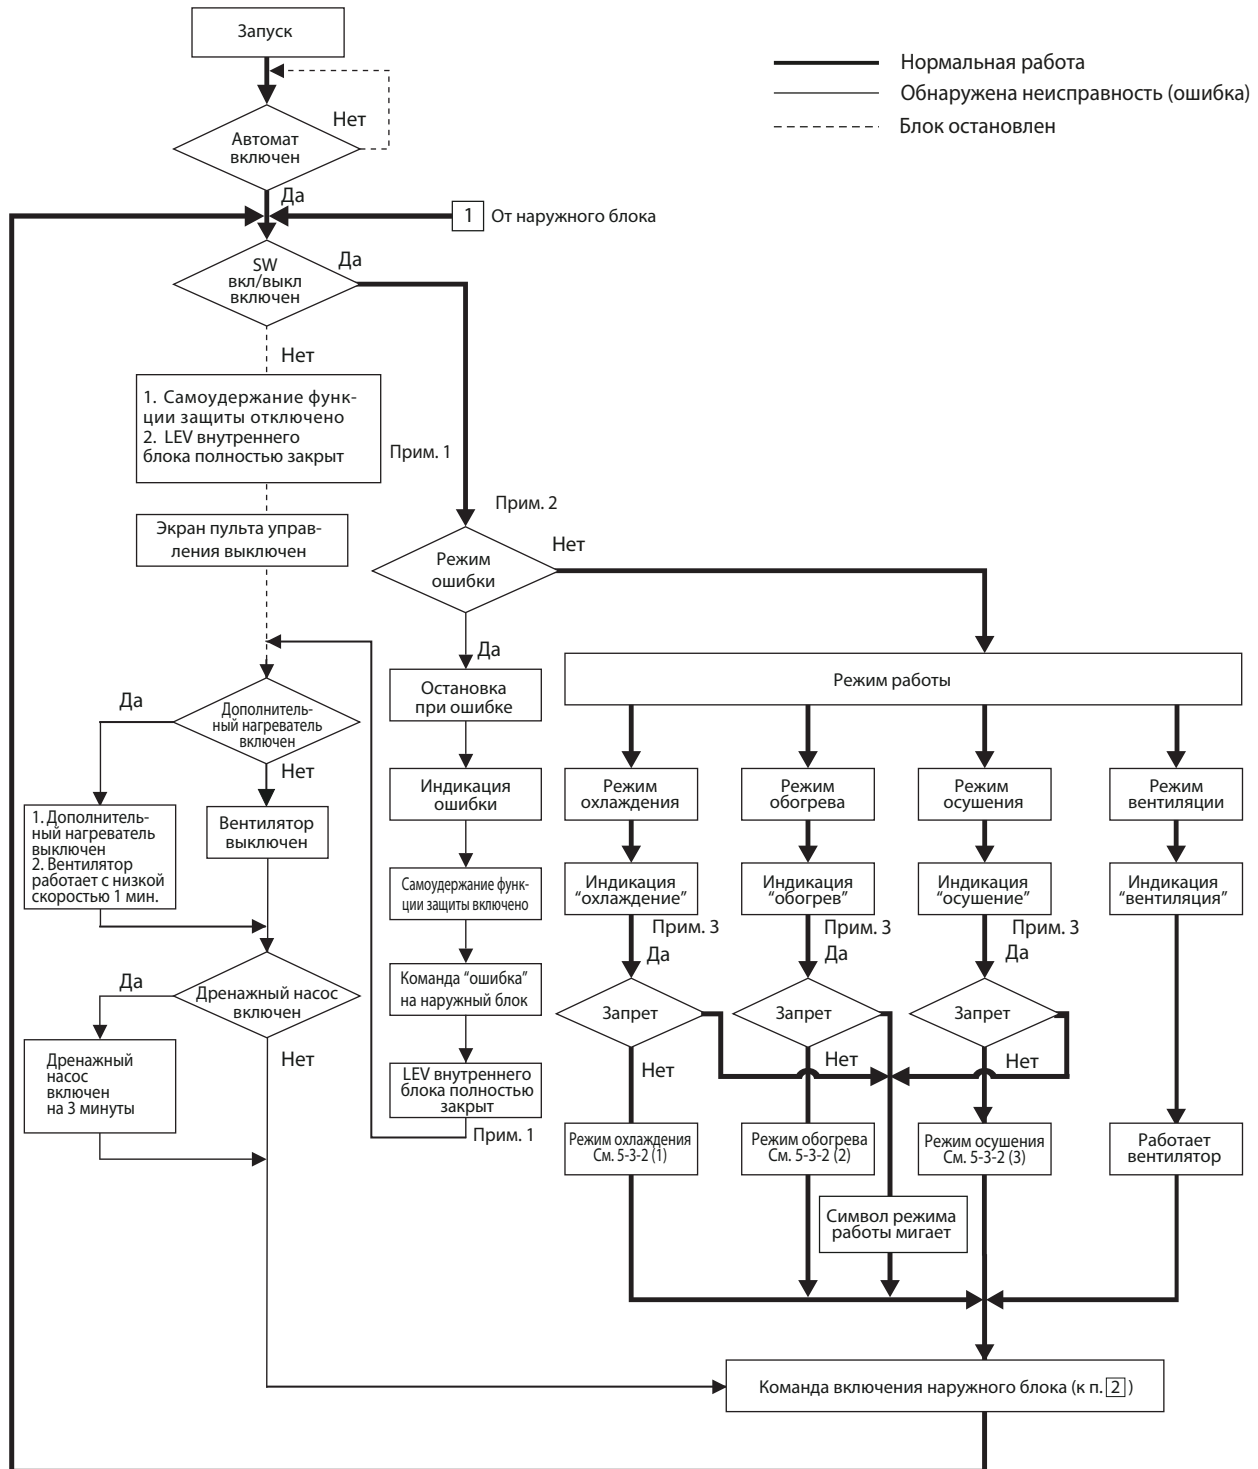 Запуск
Нормальная работа
Обнаружена неисправность (ошибка)
Блок остановлен
Нет
Автомат
включен
Да
1 От наружного блока
SW
вкл/выкл
включен
Да
Нет
1. Самоудержание функ-
ции защиты отключено
2. LEV внутреннего
блока полностью закрыт
Прим. 1
Экран пульта управ-
ления выключен
Прим. 2
Режим
ошибки
Нет
Да
Дополнитель-
ный нагреватель
включен
Да
Нет
1. Дополнитель-
ный нагреватель
выключен
2. Вентилятор
работает с низкой
скоростью 1 мин.
Вентилятор
выключен
Да
Дренажный насос
включен
Нет
Дренажный
насос
включен
на 3 минуты
Остановка
при ошибке
Индикация
ошибки
Самоудержание функ-
ции защиты включено
Команда “ошибка”
на наружный блок
LEV внутреннего
блока полностью
закрыт
Прим. 1
Режим работы
Режим
охлаждения
Режим
обогрева
Режим
осушения
Режим
вентиляции
Индикация
“охлаждение”
Индикация
“обогрев”
Индикация
“осушение”
Индикация
“вентиляция”
Прим. 3
Прим. 3
Прим. 3
Да
Да
Да
Запрет
Запрет
Запрет
Нет
Нет
Нет
Режим охлаждения
См. 5-3-2 (1)
Режим обогрева
См. 5-3-2 (2)
Режим осушения
См. 5-3-2 (3)
Работает
вентилятор
Символ режима
работы мигает
Команда включения наружного блока (к п. 2 )